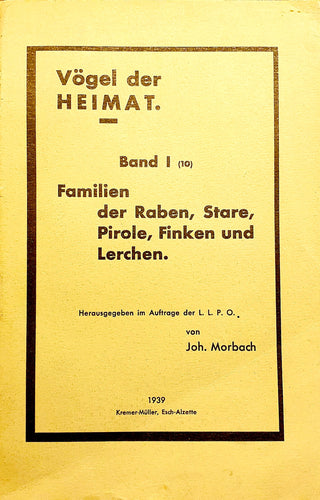 Vögel der
HEIMAT.
Band I (10)
Familien
der Raben, Stare,
Pirole, Finken und
Lerchen.
Herausgegeben im Auftrage der L. L. P. O.
von
Joh. Morbach
1939
Kremer-Müller, Esch-Alzette